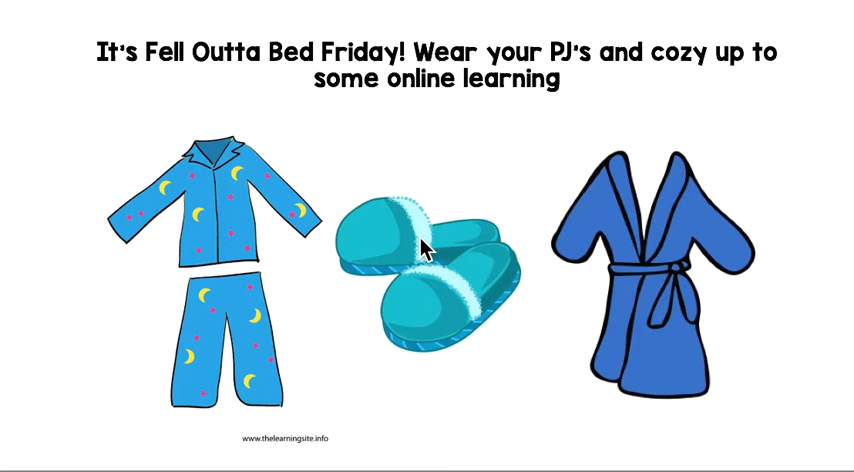 It's Fell Outta Bed Friday! Wear your PJ's and cozy up to
some online learning
www.thelearningsite.info